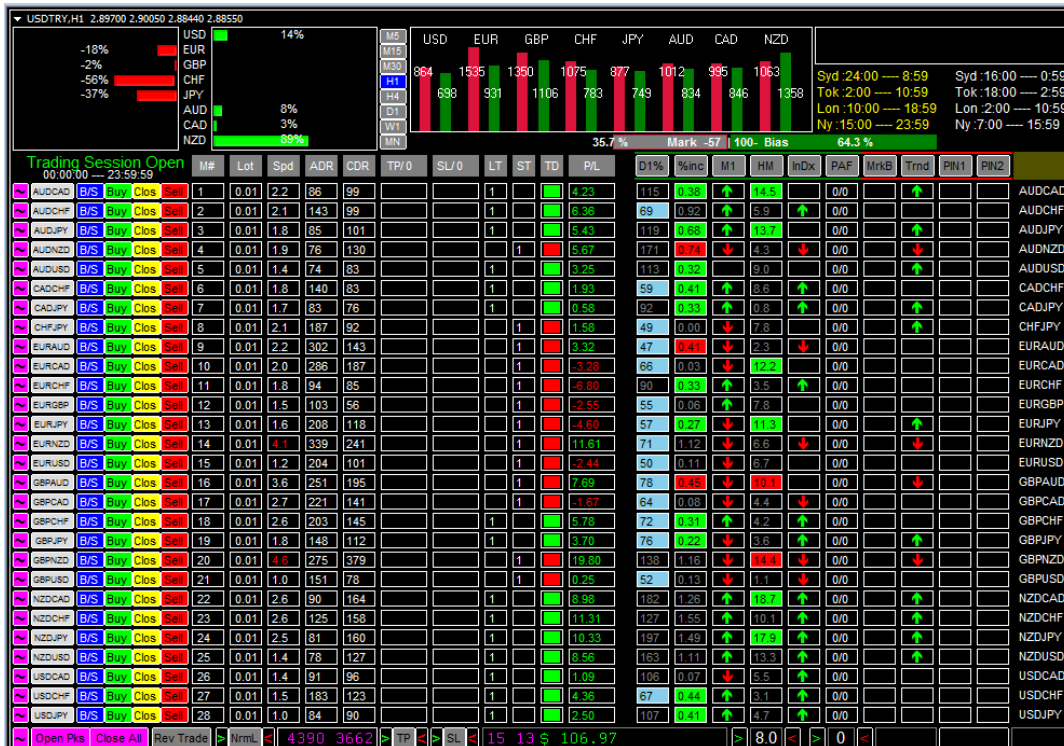 USDTRY,H1 2.89700 2.90050 2.88440 2.88550
USD 14%
-18% EUR
-2% GBP
-56% CHF
-37% JPY
AUD 8%
CAD 3%
NZD 89%
M5
M15
M30
H1
H4
D1
W1
MN
USD EUR GBP CHF JPY AUD CAD NZD
864 698 1535 931 1350 1106 1075 783 877 749 1012 834 995 846 1063 1358
35.7 % Mark -57 | 100- Bias 64.3 %
Syd :24:00 ---- 8:59 Syd :16:00 ---- 0:59
Tok :2:00 ---- 10:59 Tok :18:00 ---- 2:59
Lon :10:00 ---- 18:59 Lon :2:00 ---- 10:59
Ny :15:00 ---- 23:59 Ny :7:00 ---- 15:59
Trading Session Open
00:00:00 ---- 23:59:59
M# Lot Spd ADR CDR TP/ 0 SL/ 0 LT ST TD P/L D1% %inc M1 HM InDx PAF MrkB Trnd PIN1 PIN2
~ AUDCAD B/S Buy Clos Sell 1 0.01 2.2 86 99 1 4.23 115 0.38 14.5 0/0 AUDCAD
~ AUDCHF B/S Buy Clos Sell 2 0.01 2.1 143 99 1 6.36 69 0.92 5.9 0/0 AUDCHF
~ AUDJPY B/S Buy Clos Sell 3 0.01 1.8 85 101 1 5.43 119 0.68 13.7 0/0 AUDJPY
~ AUDNZD B/S Buy Clos Sell 4 0.01 1.9 76 130 1 5.67 171 0.74 4.3 0/0 AUDNZD
~ AUDUSD B/S Buy Clos Sell 5 0.01 1.4 74 83 1 3.25 113 0.32 9.0 0/0 AUDUSD
~ CADCHF B/S Buy Clos Sell 6 0.01 1.8 140 83 1 1.93 59 0.41 8.6 0/0 CADCHF
~ CADJPY B/S Buy Clos Sell 7 0.01 1.7 83 76 1 0.58 92 0.33 0.8 0/0 CADJPY
~ CHFJPY B/S Buy Clos Sell 8 0.01 2.1 187 92 1 1.58 49 0.00 7.8 0/0 CHFJPY
~ EURAUD B/S Buy Clos Sell 9 0.01 2.2 302 143 1 3.32 47 0.41 2.3 0/0 EURAUD
~ EURCAD B/S Buy Clos Sell 10 0.01 2.0 286 187 1 -3.28 66 0.03 12.2 0/0 EURCAD
~ EURCHF B/S Buy Clos Sell 11 0.01 1.8 94 85 1 -6.80 90 0.33 3.5 0/0 EURCHF
~ EURGBP B/S Buy Clos Sell 12 0.01 1.5 103 56 1 -2.55 55 0.06 7.8 0/0 EURGBP
~ EURJPY B/S Buy Clos Sell 13 0.01 1.6 208 118 1 -4.60 57 0.27 11.3 0/0 EURJPY
~ EURNZD B/S Buy Clos Sell 14 0.01 4.1 339 241 1 11.61 71 1.12 6.6 0/0 EURNZD
~ EURUSD B/S Buy Clos Sell 15 0.01 1.2 204 101 1 -2.44 50 0.11 6.7 0/0 EURUSD
~ GBPAUD B/S Buy Clos Sell 16 0.01 3.6 251 195 1 7.69 78 0.45 10.1 0/0 GBPAUD
~ GBPCAD B/S Buy Clos Sell 17 0.01 2.7 221 141 1 -1.67 64 0.08 4.4 0/0 GBPCAD
~ GBPCHF B/S Buy Clos Sell 18 0.01 2.6 203 145 1 5.78 72 0.31 4.2 0/0 GBPCHF
~ GBPJPY B/S Buy Clos Sell 19 0.01 1.8 148 112 1 3.70 76 0.22 3.6 0/0 GBPJPY
~ GBPNZD B/S Buy Clos Sell 20 0.01 4.6 275 379 1 19.80 138 1.16 14.4 0/0 GBPNZD
~ GBPUSD B/S Buy Clos Sell 21 0.01 1.0 151 78 1 0.25 52 0.13 1.1 0/0 GBPUSD
~ NZDCAD B/S Buy Clos Sell 22 0.01 2.6 90 164 1 8.98 182 1.26 18.7 0/0 NZDCAD
~ NZDCHF B/S Buy Clos Sell 23 0.01 2.6 125 158 1 11.31 127 1.55 10.1 0/0 NZDCHF
~ NZDJPY B/S Buy Clos Sell 24 0.01 2.5 81 160 1 10.33 197 1.49 17.9 0/0 NZDJPY
~ NZDUSD B/S Buy Clos Sell 25 0.01 1.4 78 127 1 8.56 163 1.11 13.3 0/0 NZDUSD
~ USDCAD B/S Buy Clos Sell 26 0.01 1.4 91 96 1 1.09 106 0.07 5.5 0/0 USDCAD
~ USDCHF B/S Buy Clos Sell 27 0.01 1.5 183 123 1 4.36 67 0.44 3.1 0/0 USDCHF
~ USDJPY B/S Buy Clos Sell 28 0.01 1.0 84 90 1 2.50 107 0.41 4.7 0/0 USDJPY
~ Open Pks Close All Rev Trade > NrmL < 4390 3662 > TP < > SL < 15 13 $ 106.97 > 8.0 < > 0 <